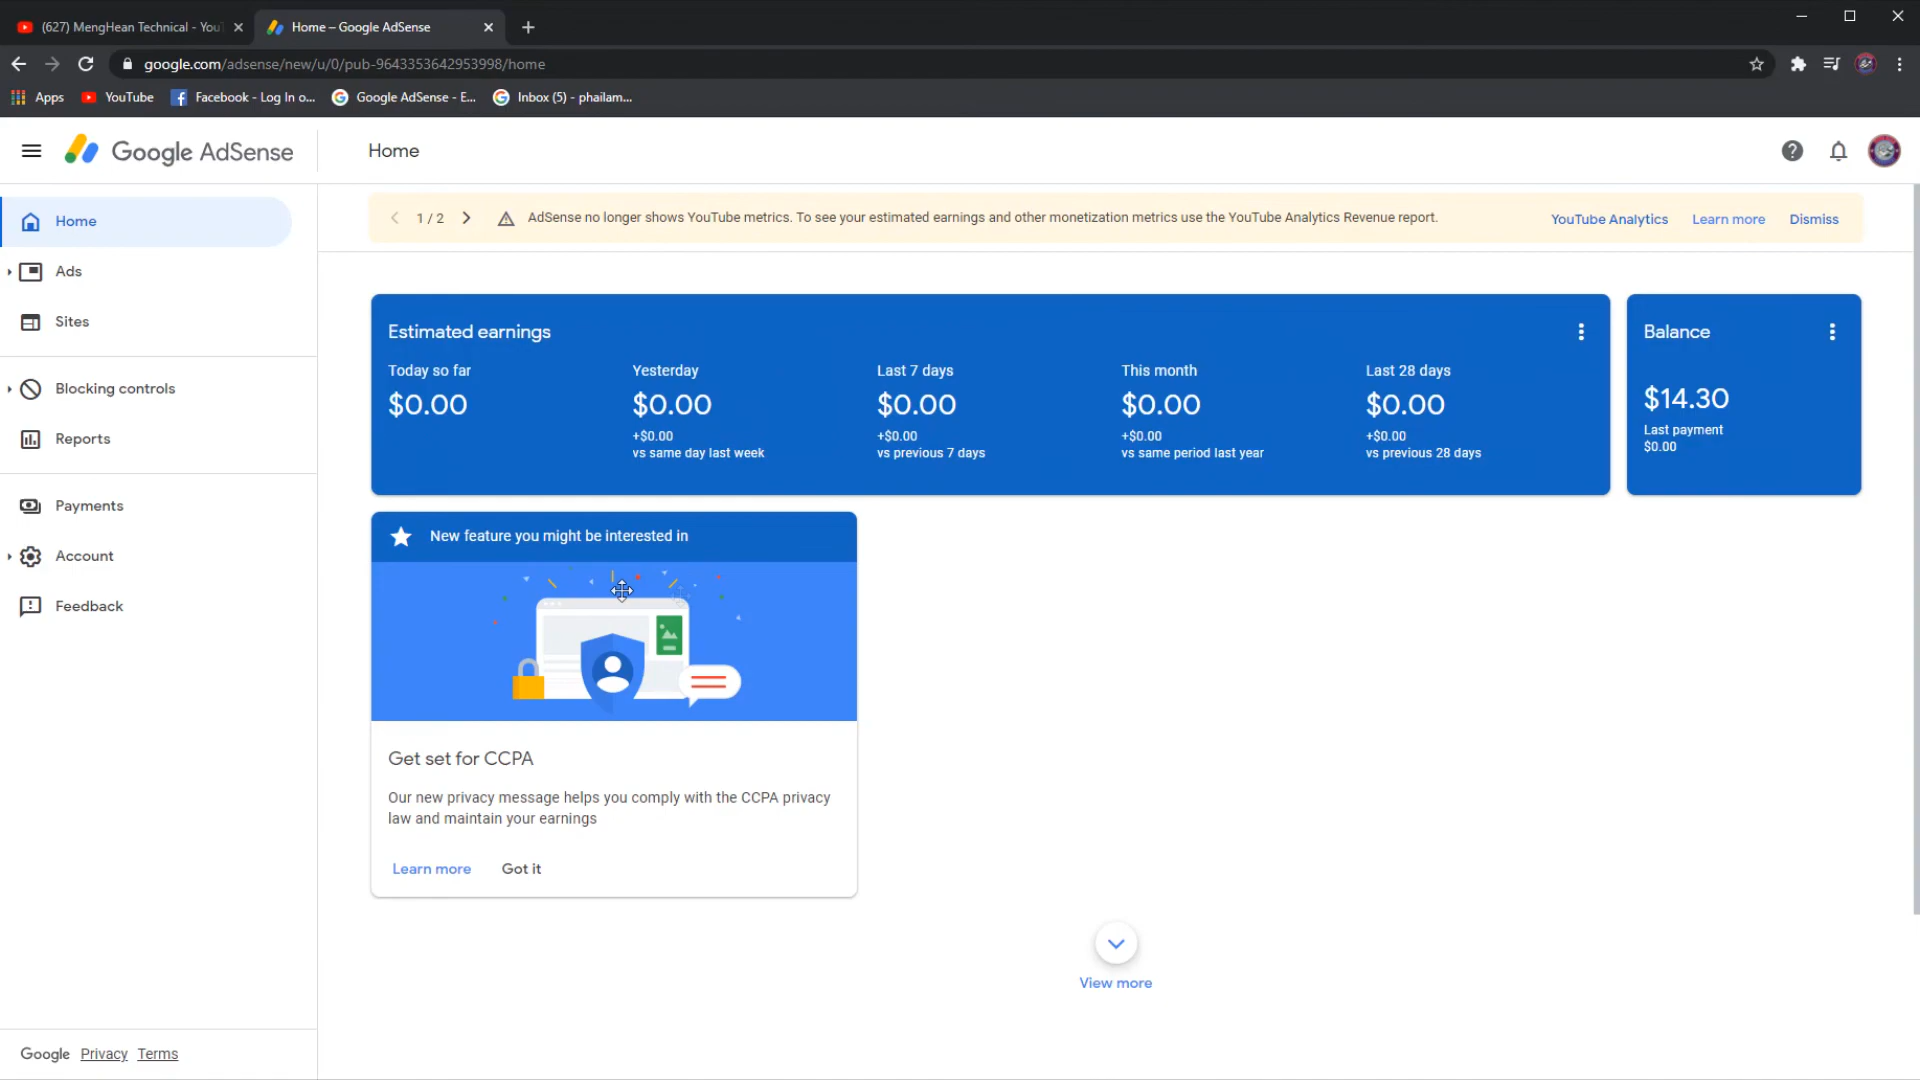 (627) MengHean Technical - You
Home – Google AdSense
google.com/adsense/new/u/0/pub-9643353642953998/home
Apps
YouTube
Facebook - Log In o...
Google AdSense - E...
Inbox (5) - phailam...
Google AdSense
Home
Home
Ads
Sites
Blocking controls
Reports
Payments
Account
Feedback
Google Privacy Terms
1 / 2
AdSense no longer shows YouTube metrics. To see your estimated earnings and other monetization metrics use the YouTube Analytics Revenue report.
YouTube Analytics
Learn more
Dismiss
Estimated earnings
Today so far
$0.00
Yesterday
$0.00
+$0.00
vs same day last week
Last 7 days
$0.00
+$0.00
vs previous 7 days
This month
$0.00
+$0.00
vs same period last year
Last 28 days
$0.00
+$0.00
vs previous 28 days
Balance
$14.30
Last payment
$0.00
New feature you might be interested in
Get set for CCPA
Our new privacy message helps you comply with the CCPA privacy
law and maintain your earnings
Learn more
Got it
View more